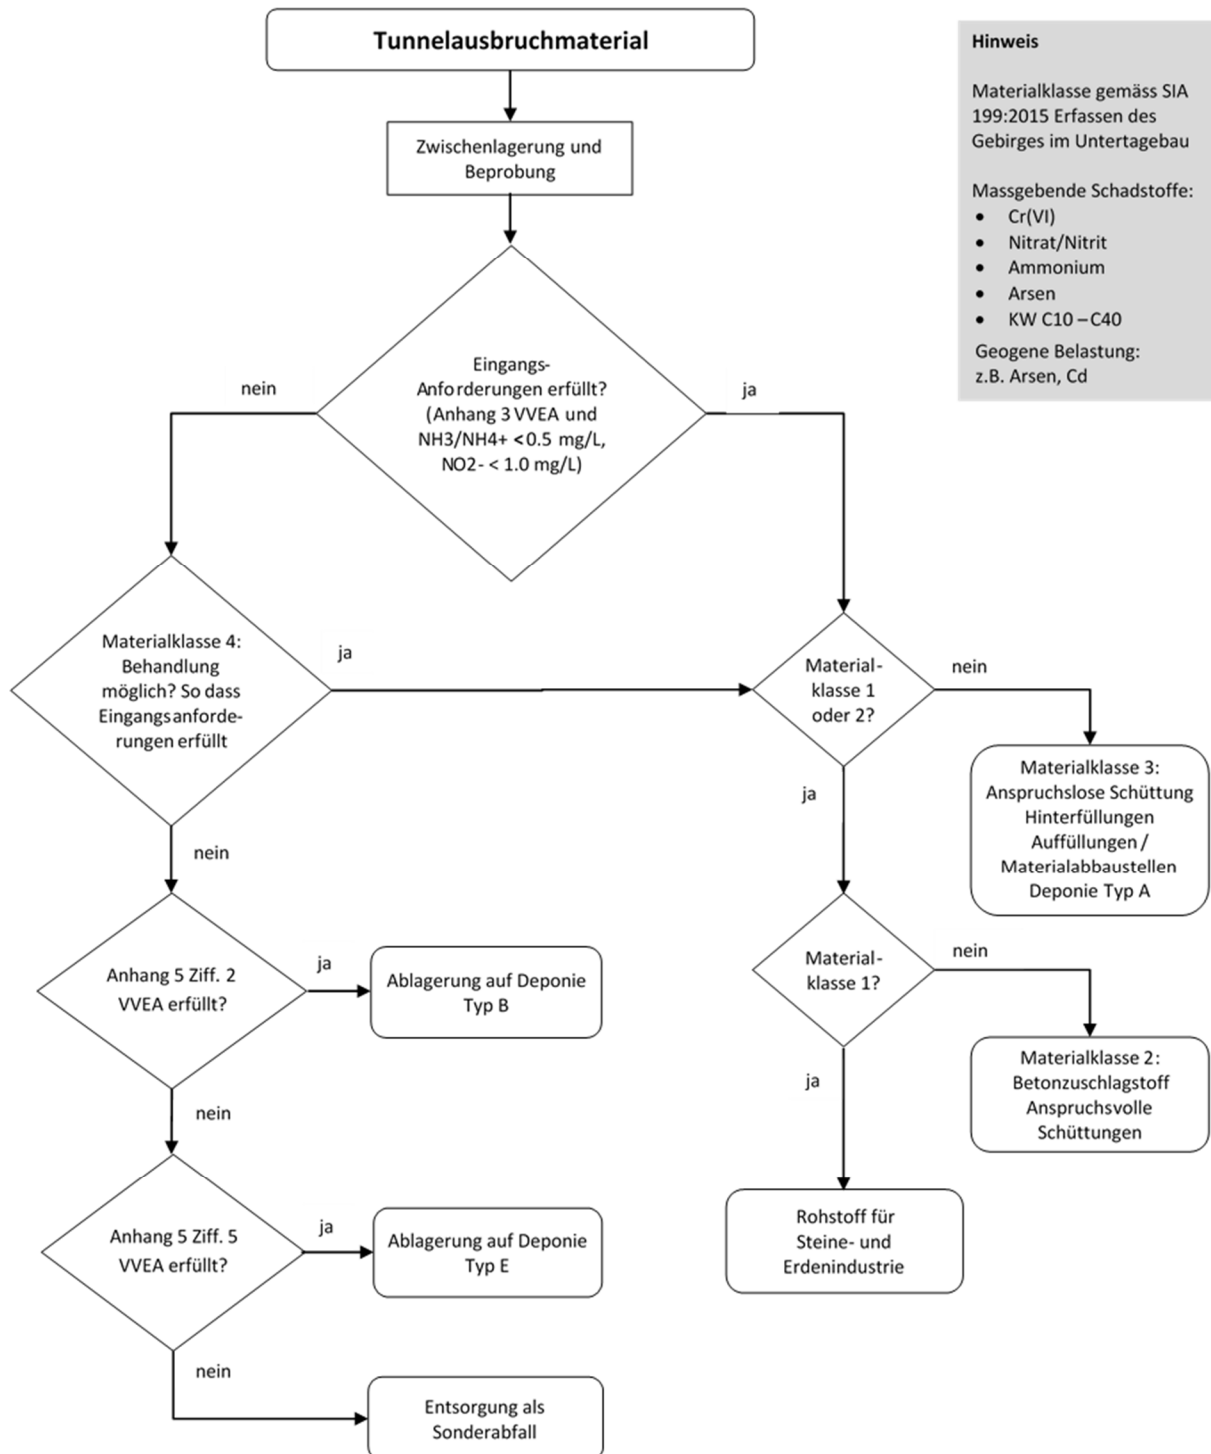 Tunnelausbruchmaterial
Hinweis
Materialklasse gemäss SIA
199:2015 Erfassen des
Gebirges im Untertagebau
Massgebende Schadstoffe:
• Cr(VI)
• Nitrat/Nitrit
• Ammonium
• Arsen
• KW C10 – C40
Geogene Belastung:
z.B. Arsen, Cd
Zwischenlagerung und
Beprobung
Eingangs-
Anforderungen erfüllt?
(Anhang 3 VVEA und
NH3/NH4+ < 0.5 mg/L,
NO2- < 1.0 mg/L)
nein
ja
Materialklasse 4:
Behandlung
möglich? So dass
Eingangsanforde-
rungen erfüllt
ja
nein
Material-
klasse 1
oder 2?
nein
ja
Materialklasse 3:
Anspruchslose Schüttung
Hinterfüllungen
Auffüllungen /
Materialabbaustellen
Deponie Typ A
Anhang 5 Ziff. 2
VVEA erfüllt?
ja
nein
Ablagerung auf Deponie
Typ B
Material-
klasse 1?
nein
ja
Materialklasse 2:
Betonzuschlagstoff
Anspruchsvolle
Schüttungen
Anhang 5 Ziff. 5
VVEA erfüllt?
ja
nein
Ablagerung auf Deponie
Typ E
Rohstoff für
Steine- und
Erdenindustrie
Entsorgung als
Sonderabfall